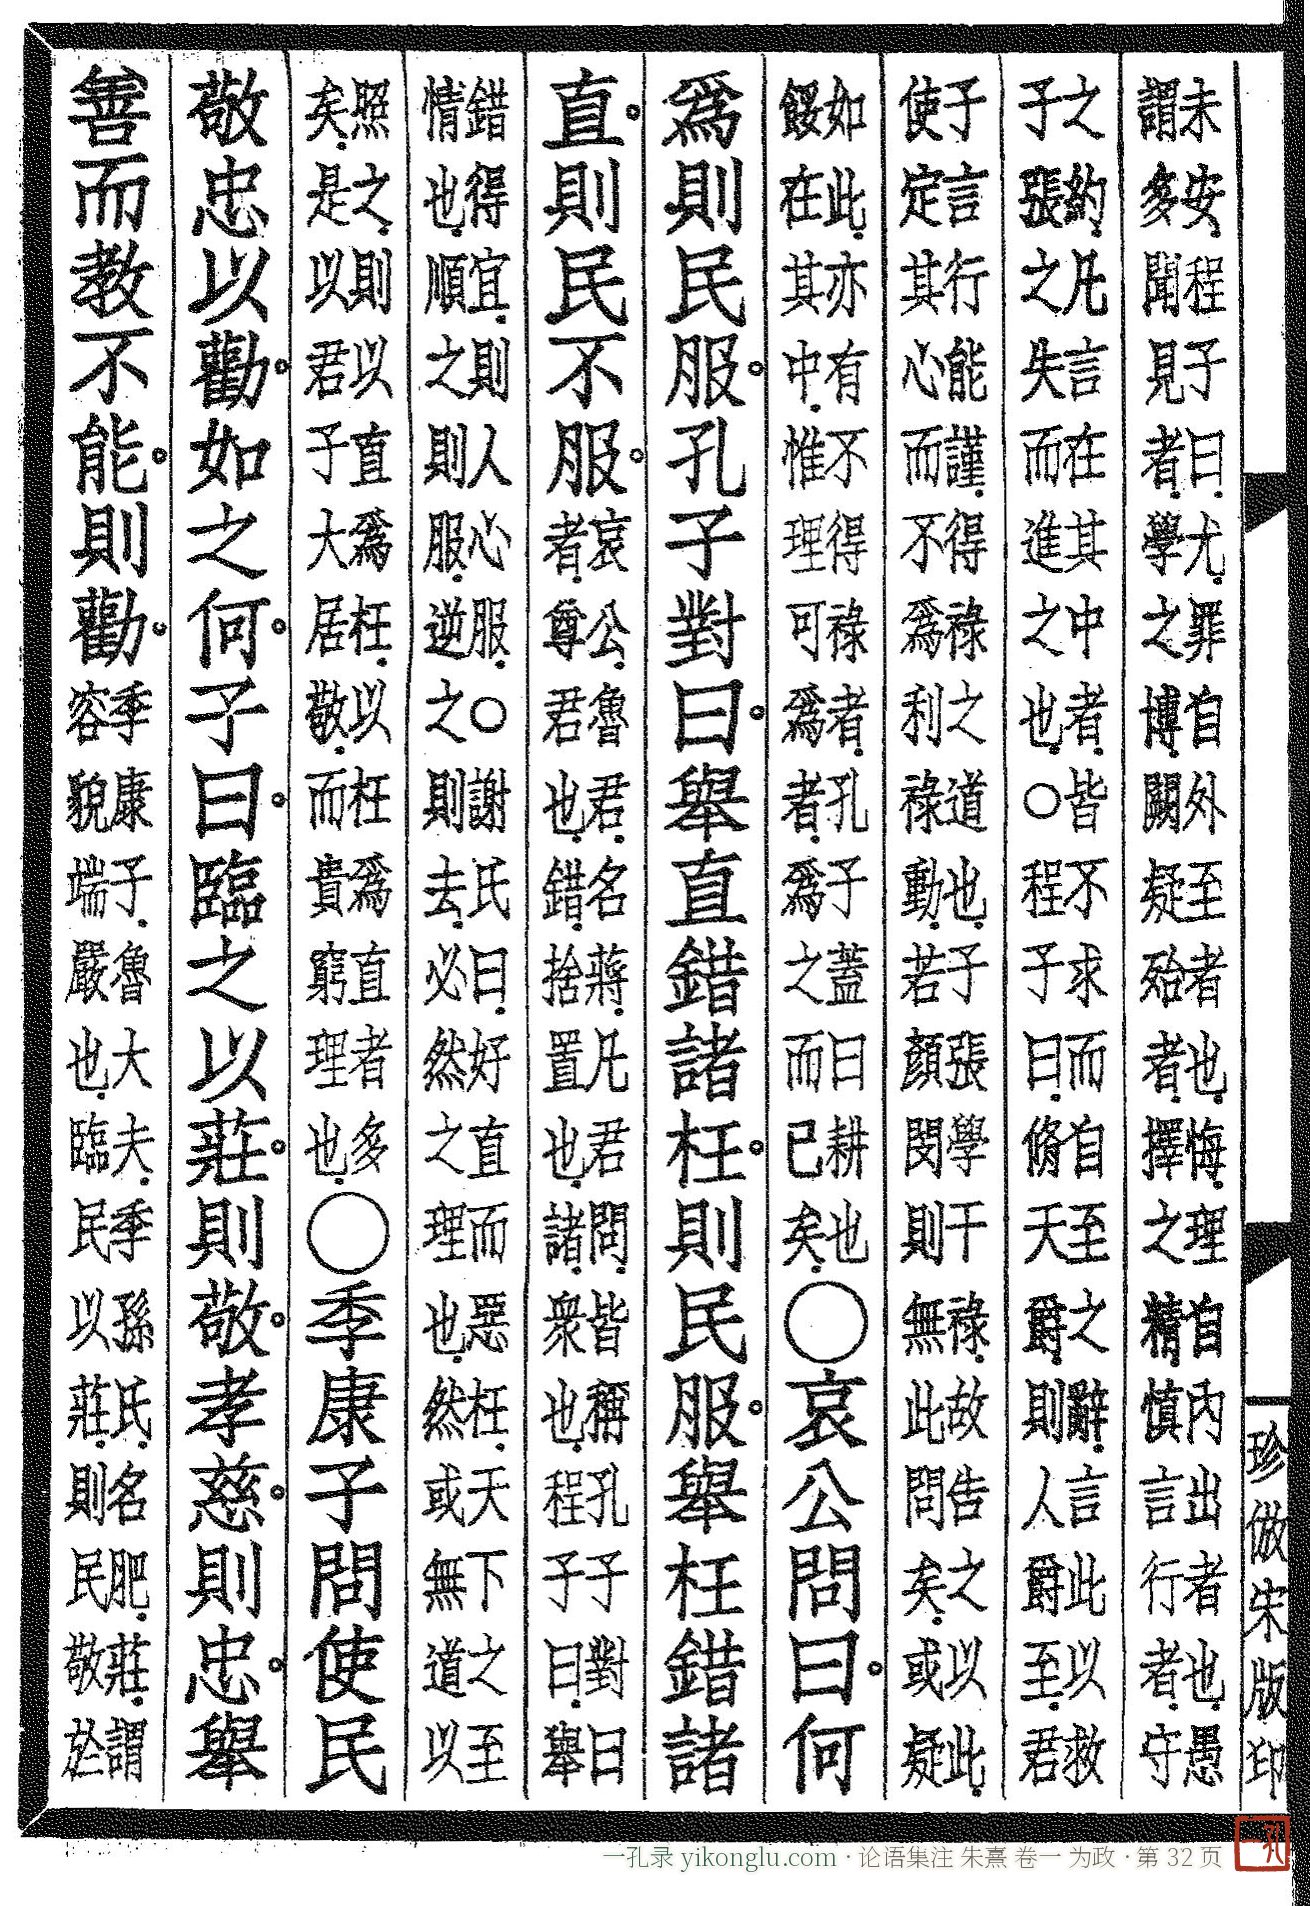 珍倣宋版印
未安。程子曰。尤。罪自外至者也。悔。理自內出者也。愚
謂多聞見者。學之博。闕疑殆者。擇之精。慎言行者。守
之約。凡言在其中者。皆不求而自至之辭。言此以救
子張之失而進之也。○程子曰。脩天爵。則人爵至。君
子言行能謹。得祿之道也。子張學干祿。故告之以此。
使定其心而不爲利祿動。若顏閔則無此問矣。或疑
如此。亦有不得祿者。孔子蓋曰耕也
餒在其中。惟理可爲者。爲之而已矣。
○哀公問曰。何
爲則民服。孔子對曰。舉直錯諸枉。則民服。舉枉錯諸
直。則民不服。
哀公。魯君。名蔣。凡君問。皆稱孔子對曰
者。尊君也。錯。捨置也。諸。衆也。程子曰。舉
錯得宜。則人心服。○謝氏曰。好直而惡枉。天下之至
情也。順之則服。逆之則去。必然之理也。然或無道以
照之。則以直爲枉。以枉爲直者多
矣。是以君子大居敬。而貴窮理也。
○季康子問使民
敬忠以勸。如之何。子曰。臨之以莊。則敬。孝慈。則忠。舉
善而教不能。則勸。
季康子。魯大夫。季孫氏。名肥。莊。謂
容貌端嚴也。臨民以莊。則民敬於
一孔录 yikonglu.com · 论语集注 朱熹 卷一 为政 · 第 32 页
一孔